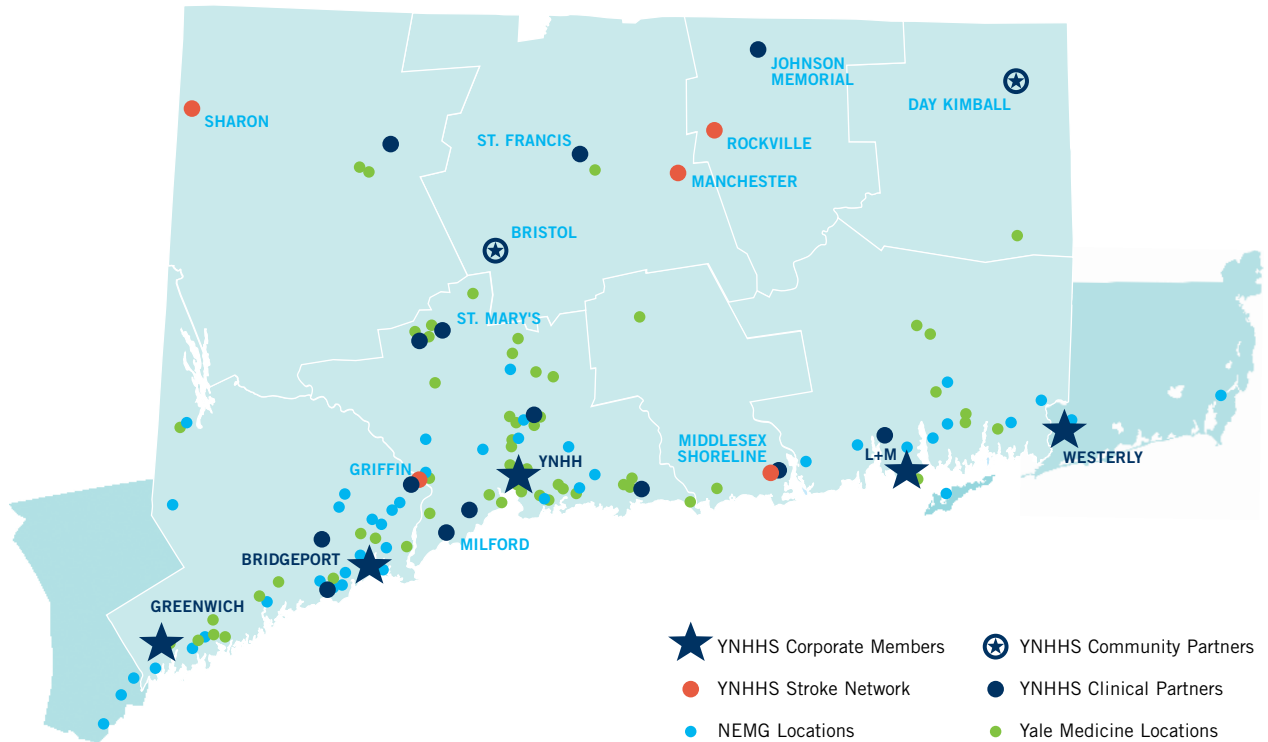 JOHNSON
MEMORIAL
DAY KIMBALL
SHARON
ST. FRANCIS
ROCKVILLE
MANCHESTER
BRISTOL
ST. MARY'S
MIDDLESEX
SHORELINE
L+M
WESTERLY
GRIFFIN
YNHH
MILFORD
BRIDGEPORT
GREENWICH
YNHHS Corporate Members
YNHHS Community Partners
YNHHS Stroke Network
YNHHS Clinical Partners
NEMG Locations
Yale Medicine Locations